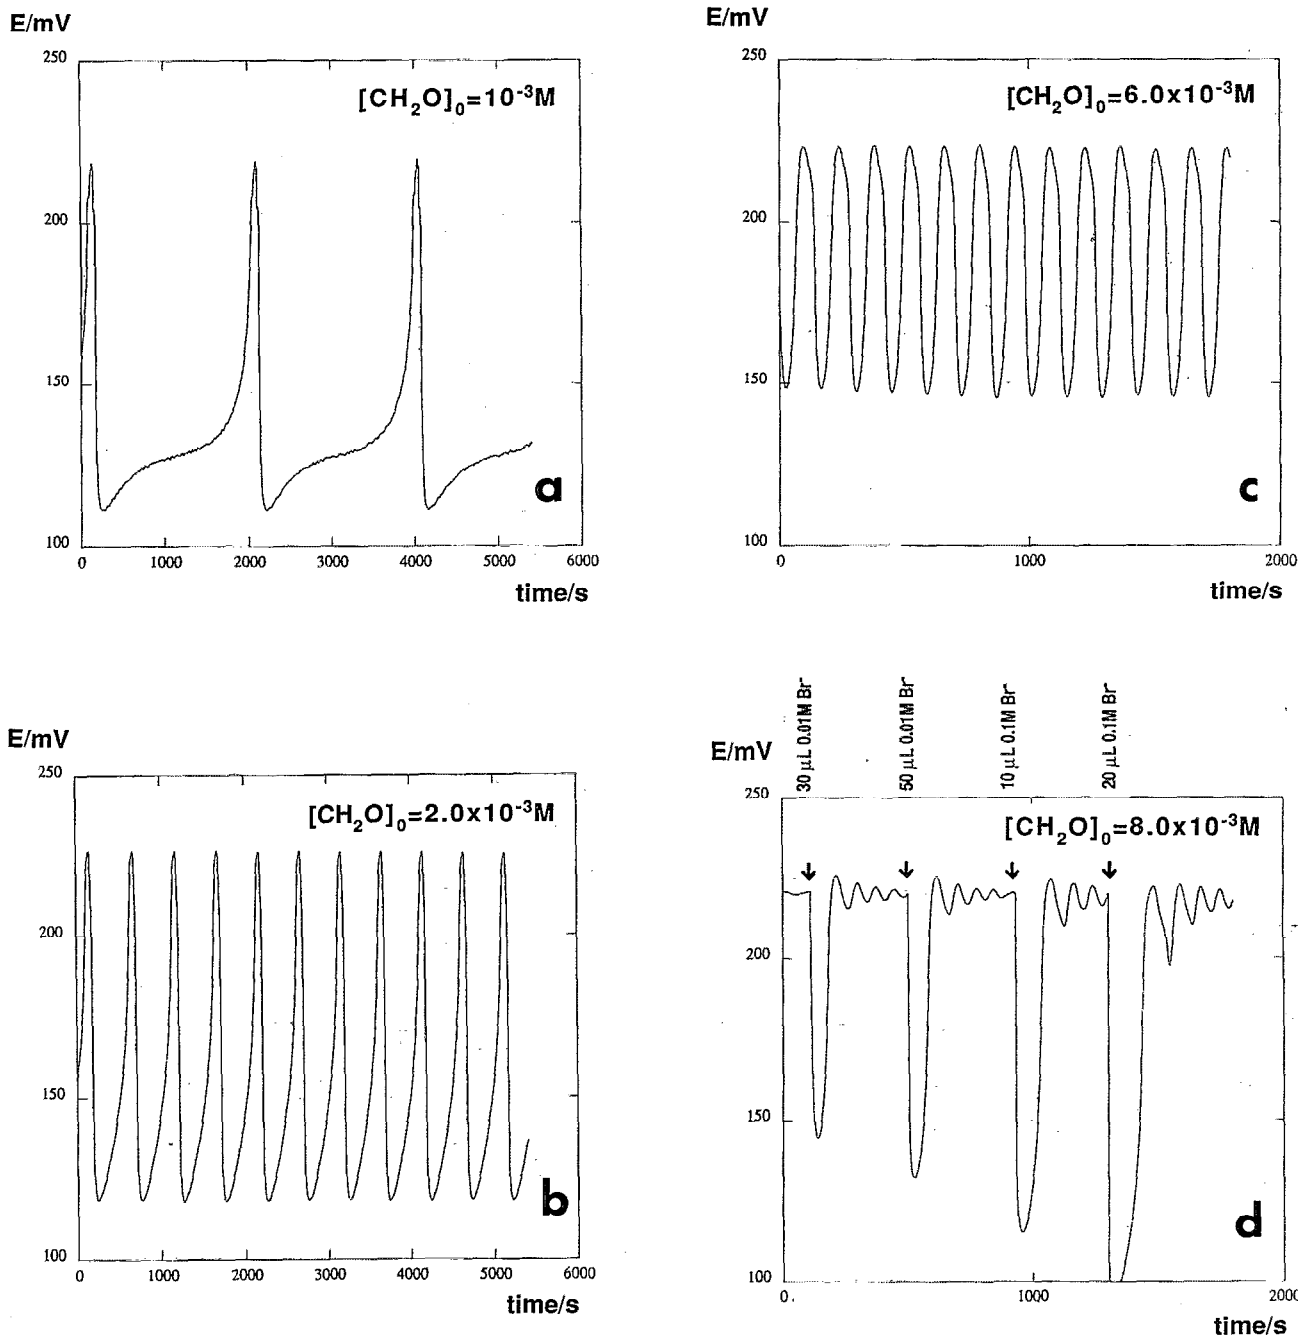 E/mV
250
200
150
100
[CH₂O]₀=10⁻³M
a
0 1000 2000 3000 4000 5000 6000
time/s
E/mV
250
200
150
100
[CH₂O]₀=6.0x10⁻³M
c
0 1000 2000
time/s
E/mV
250
200
150
100
[CH₂O]₀=2.0x10⁻³M
b
0 1000 2000 3000 4000 5000 6000
time/s
30 µL 0.01M Br⁻
50 µL 0.01M Br⁻
10 µL 0.1M Br⁻
20 µL 0.1M Br⁻
E/mV
250
200
150
100
[CH₂O]₀=8.0x10⁻³M
d
0 1000 2000
time/s